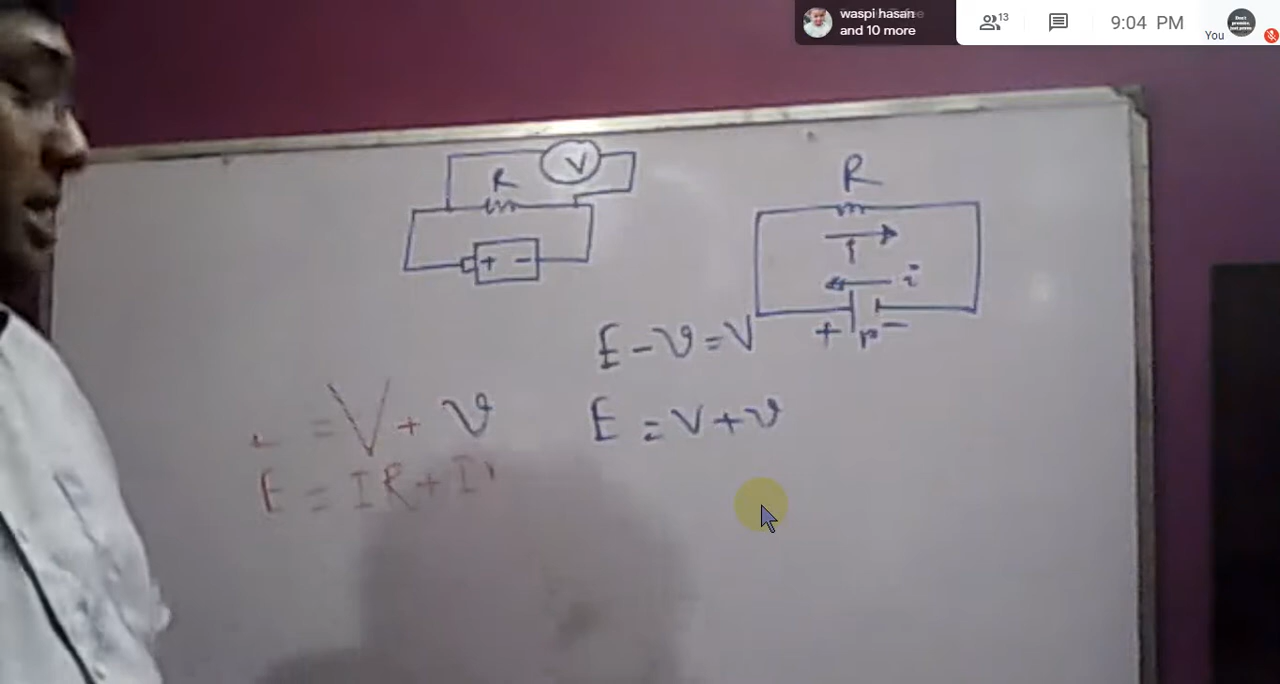 waspi hasan
and 10 more
13
9:04 PM
You
V
R
+ -
R
i
+ -
E - v = V
= V + v
E = V + v
E = IR + I